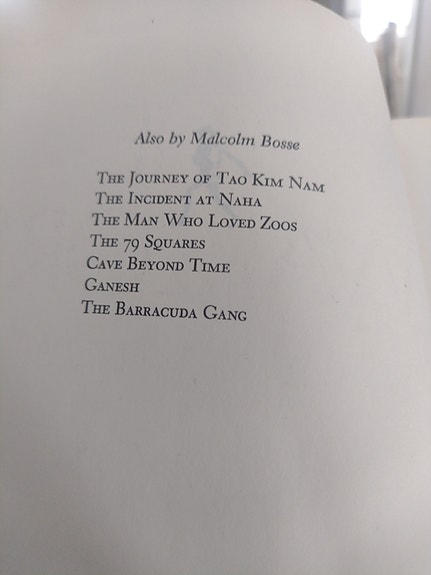 Also by Malcolm Bosse
The Journey of Tao Kim Nam
The Incident at Naha
The Man Who Loved Zoos
The 79 Squares
Cave Beyond Time
Ganesh
The Barracuda Gang